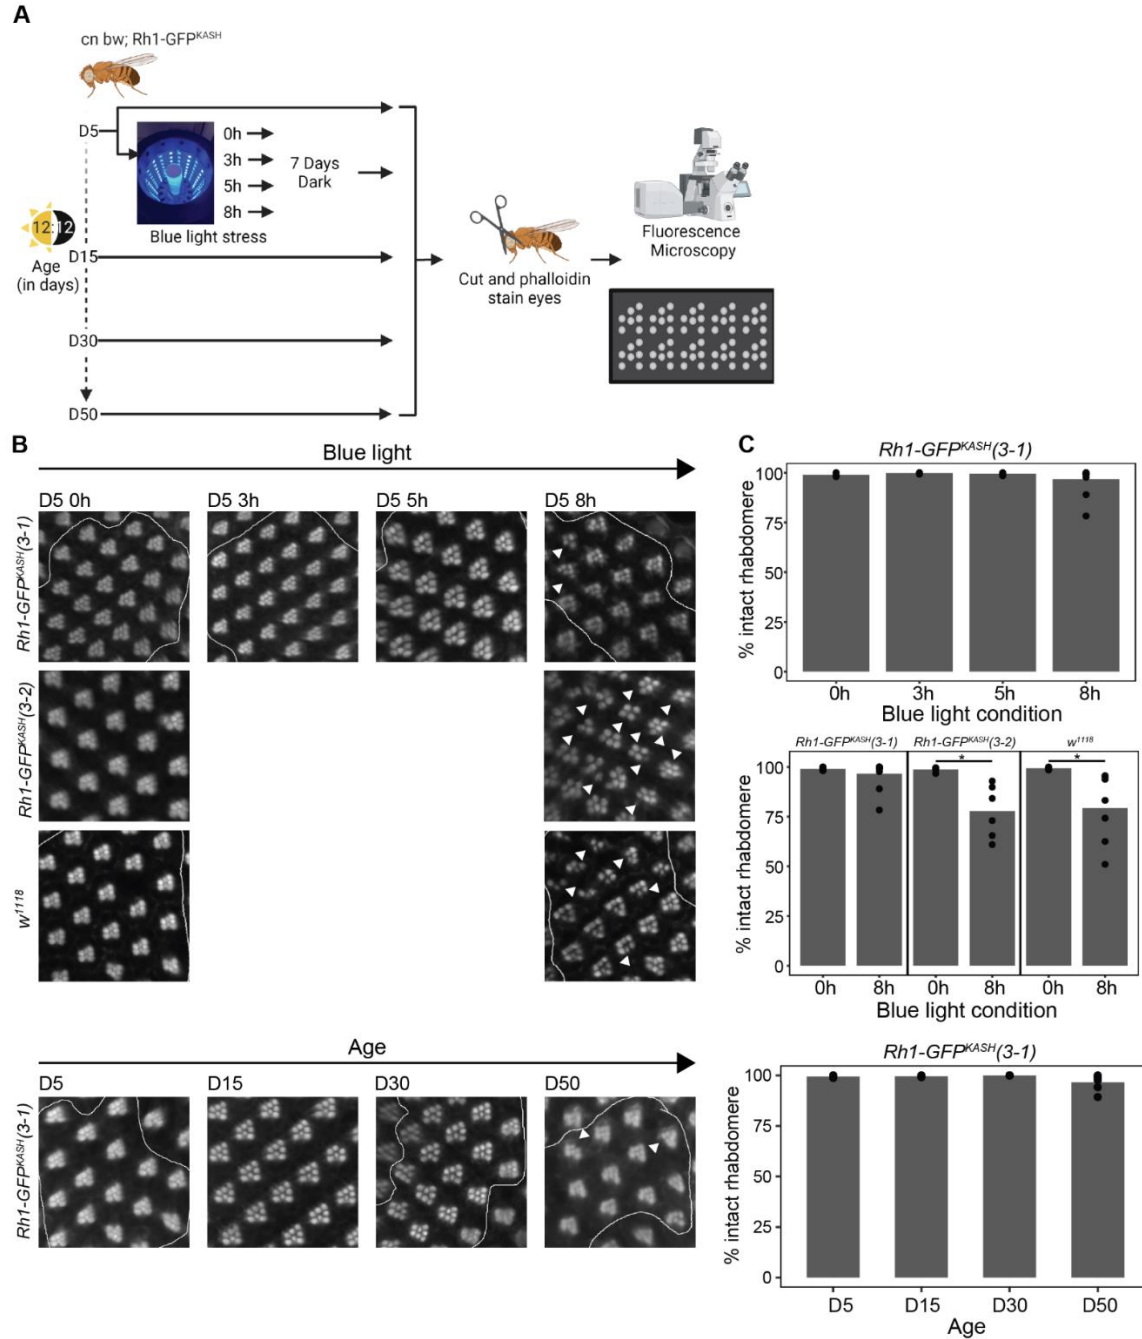 A
cn bw; Rh1-GFPKASH
D5
0h
3h
5h
8h
7 Days
Dark
Blue light stress
12:12
Age
(in days)
D15
D30
D50
Cut and phalloidin
stain eyes
Fluorescence
Microscopy
B
Blue light
D5 0h
D5 3h
D5 5h
D5 8h
Rh1-GFPKASH(3-1)
Rh1-GFPKASH(3-2)
w1118
Age
D5
D15
D30
D50
Rh1-GFPKASH(3-1)
C
Rh1-GFPKASH(3-1)
% intact rhabdomere
100
75
50
25
0
0h
3h
5h
8h
Blue light condition
Rh1-GFPKASH(3-1)
Rh1-GFPKASH(3-2)
w1118
*
*
% intact rhabdomere
100
75
50
25
0
0h
8h
0h
8h
0h
8h
Blue light condition
Rh1-GFPKASH(3-1)
% intact rhabdomere
100
75
50
25
0
D5
D15
D30
D50
Age